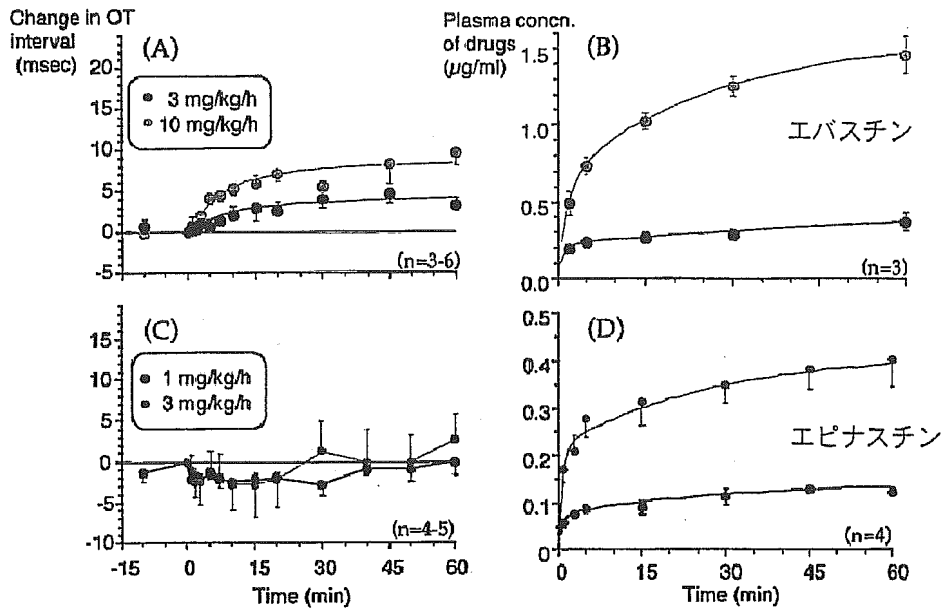 Change in OT
interval
(msec)
(A)
20
15
10
5
0
-5
3 mg/kg/h
10 mg/kg/h
(n=3-6)
Plasma concn.
of drugs
(µg/ml)
(B)
1.5
1.0
0.5
0.0
エバスチン
(n=3)
(C)
15
10
5
0
-5
-10
1 mg/kg/h
3 mg/kg/h
(n=4-5)
-15 0 15 30 45 60
Time (min)
(D)
0.5
0.4
0.3
0.2
0.1
0
エピナスチン
(n=4)
0 15 30 45 60
Time (min)